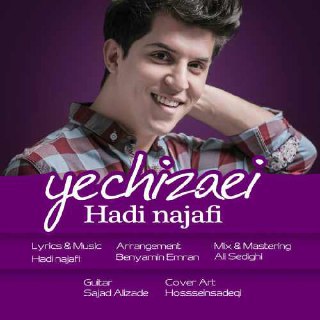 yechizaei
Hadi najafi
Lyrics & Music Arrangement Mix & Mastering
Hadi najafi Benyamin Emran Ali Sedighi
Guitar Cover Art
Sajad Alizade Hossseinsadeqi